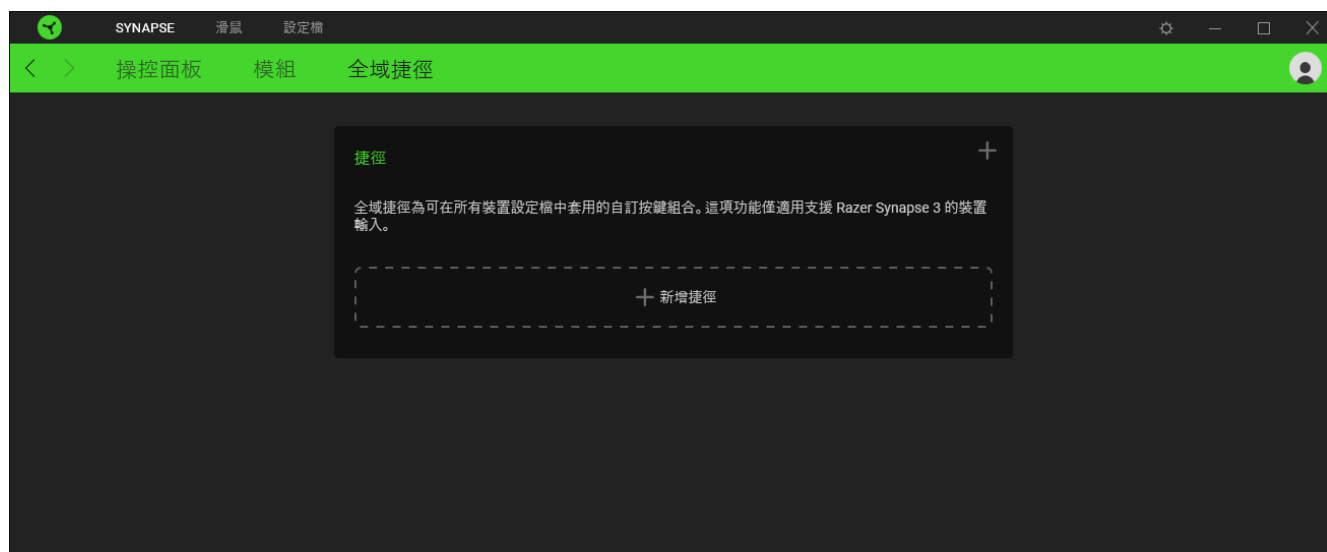 SYNAPSE 滑鼠 設定檔
操控面板 模組 全域捷徑
捷徑
全域捷徑為可在所有裝置設定檔中套用的自訂按鍵組合。這項功能僅適用支援 Razer Synapse 3 的裝置
輸入。
新增捷徑